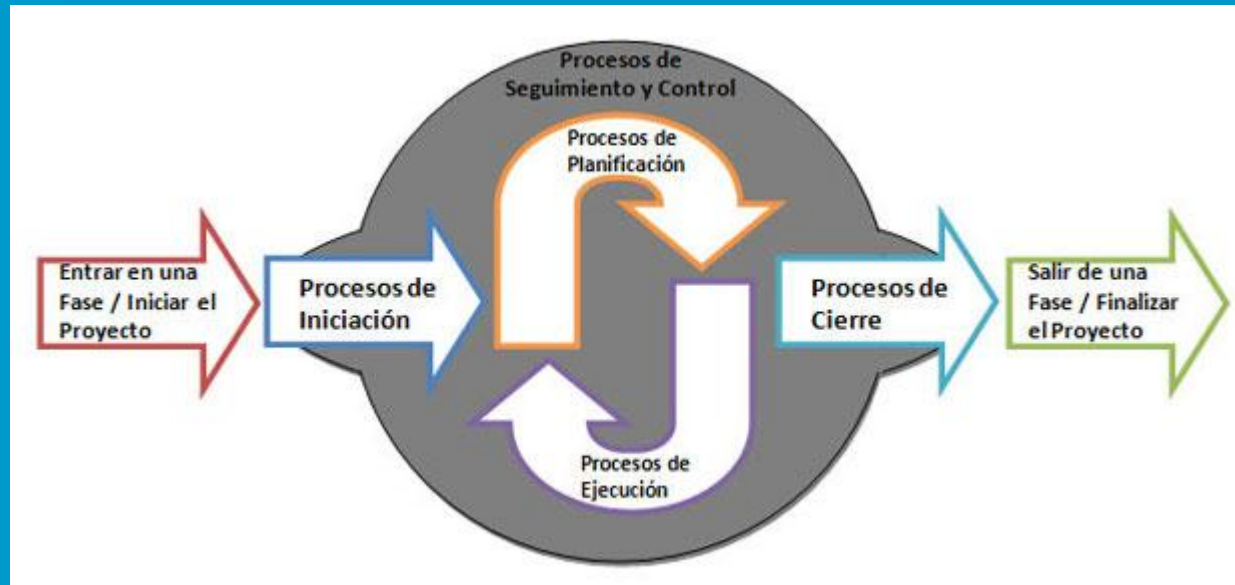 Procesos de
Seguimiento y Control
Procesos de
Planificación
Entrar en una
Fase / Iniciar el
Proyecto
Procesos de
Iniciación
Procesos de
Cierre
Salir de una
Fase / Finalizar
el Proyecto
Procesos de
Ejecución